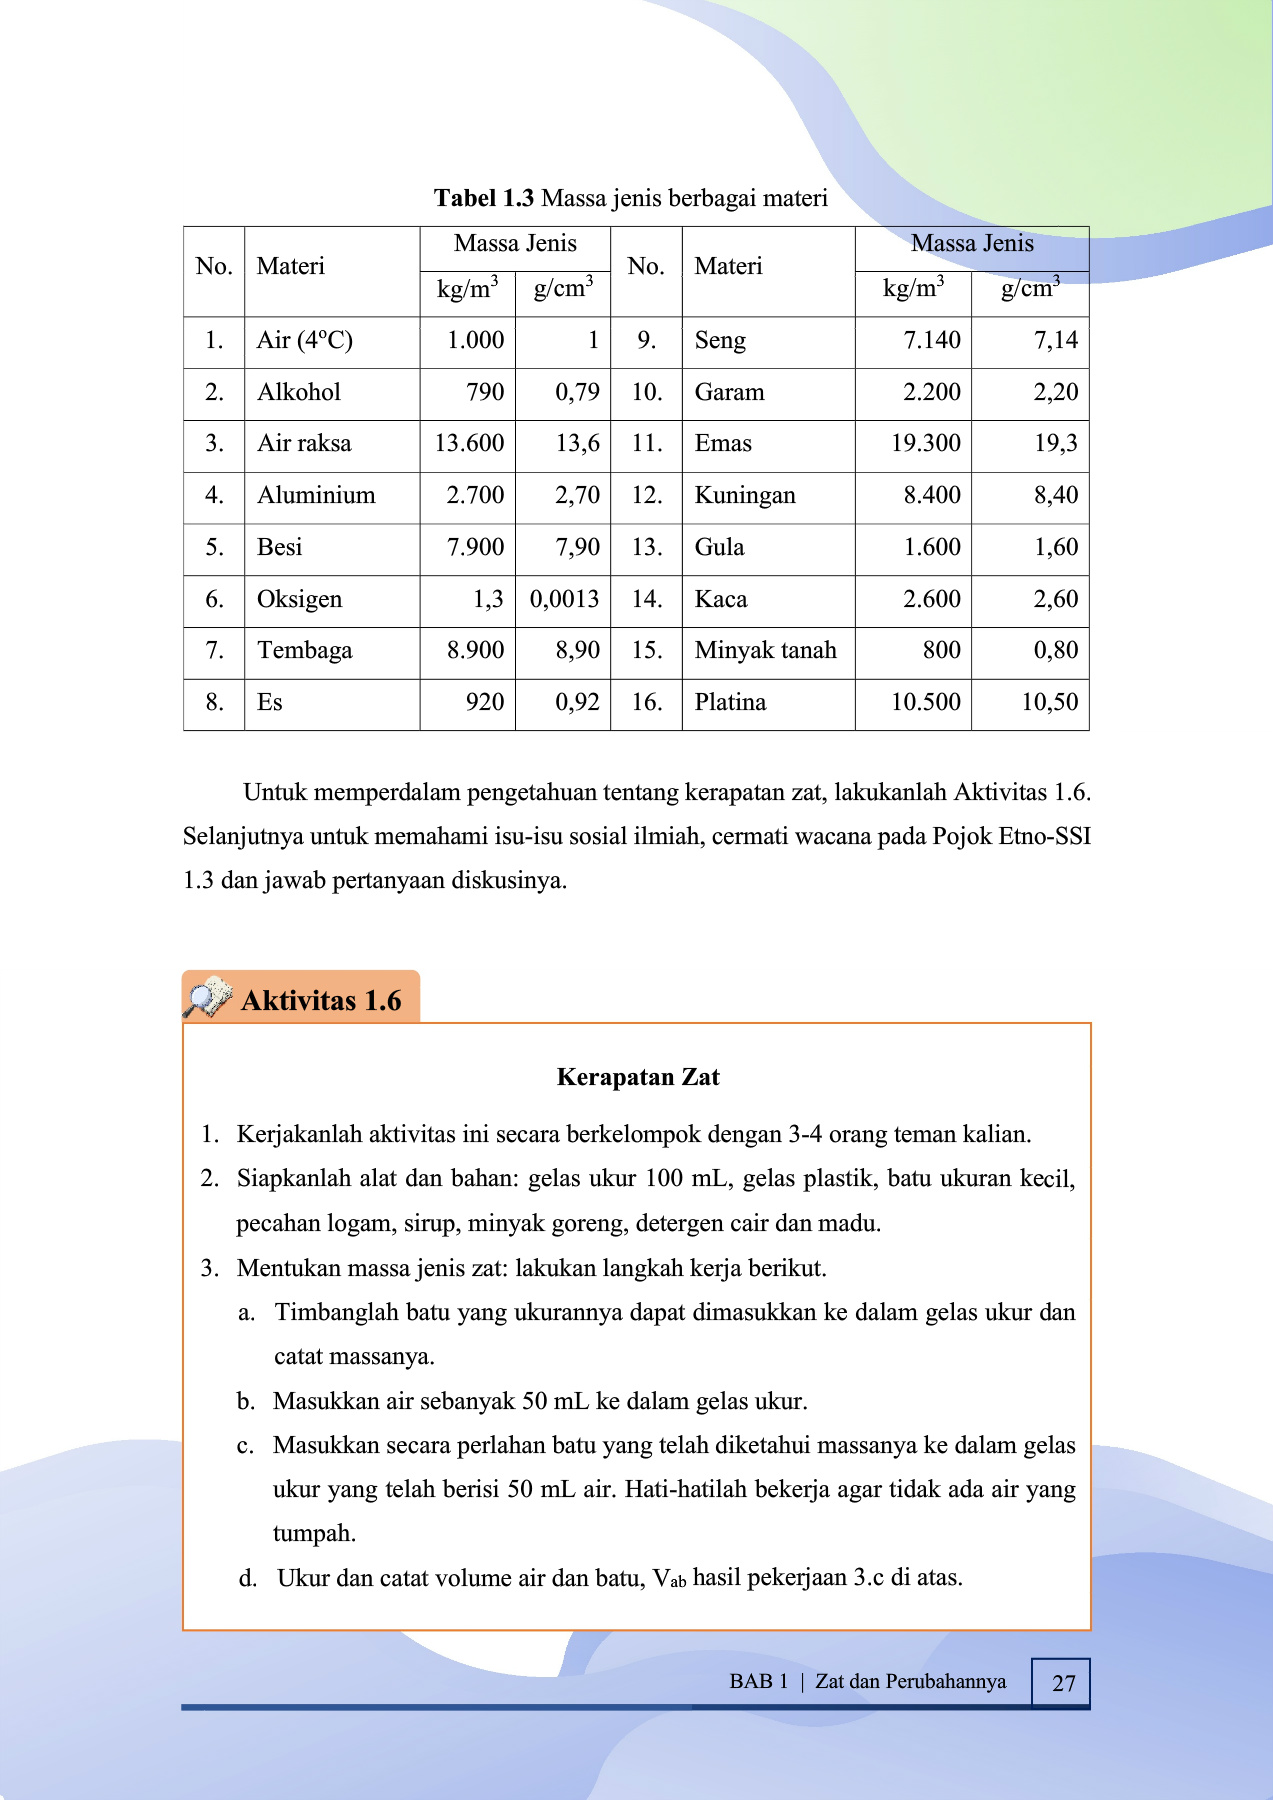 Tabel 1.3 Massa jenis berbagai materi
No. Materi Massa Jenis No. Materi Massa Jenis
kg/m³ g/cm³ kg/m³ g/cm³
1. Air (4°C) 1.000 1 9. Seng 7.140 7,14
2. Alkohol 790 0,79 10. Garam 2.200 2,20
3. Air raksa 13.600 13,6 11. Emas 19.300 19,3
4. Aluminium 2.700 2,70 12. Kuningan 8.400 8,40
5. Besi 7.900 7,90 13. Gula 1.600 1,60
6. Oksigen 1,3 0,0013 14. Kaca 2.600 2,60
7. Tembaga 8.900 8,90 15. Minyak tanah 800 0,80
8. Es 920 0,92 16. Platina 10.500 10,50
Untuk memperdalam pengetahuan tentang kerapatan zat, lakukanlah Aktivitas 1.6.
Selanjutnya untuk memahami isu-isu sosial ilmiah, cermati wacana pada Pojok Etno-SSI
1.3 dan jawab pertanyaan diskusinya.
Aktivitas 1.6
Kerapatan Zat
1. Kerjakanlah aktivitas ini secara berkelompok dengan 3-4 orang teman kalian.
2. Siapkanlah alat dan bahan: gelas ukur 100 mL, gelas plastik, batu ukuran kecil,
pecahan logam, sirup, minyak goreng, detergen cair dan madu.
3. Mentukan massa jenis zat: lakukan langkah kerja berikut.
a. Timbanglah batu yang ukurannya dapat dimasukkan ke dalam gelas ukur dan
catat massanya.
b. Masukkan air sebanyak 50 mL ke dalam gelas ukur.
c. Masukkan secara perlahan batu yang telah diketahui massanya ke dalam gelas
ukur yang telah berisi 50 mL air. Hati-hatilah bekerja agar tidak ada air yang
tumpah.
d. Ukur dan catat volume air dan batu, Vab hasil pekerjaan 3.c di atas.
BAB 1 | Zat dan Perubahannya 27